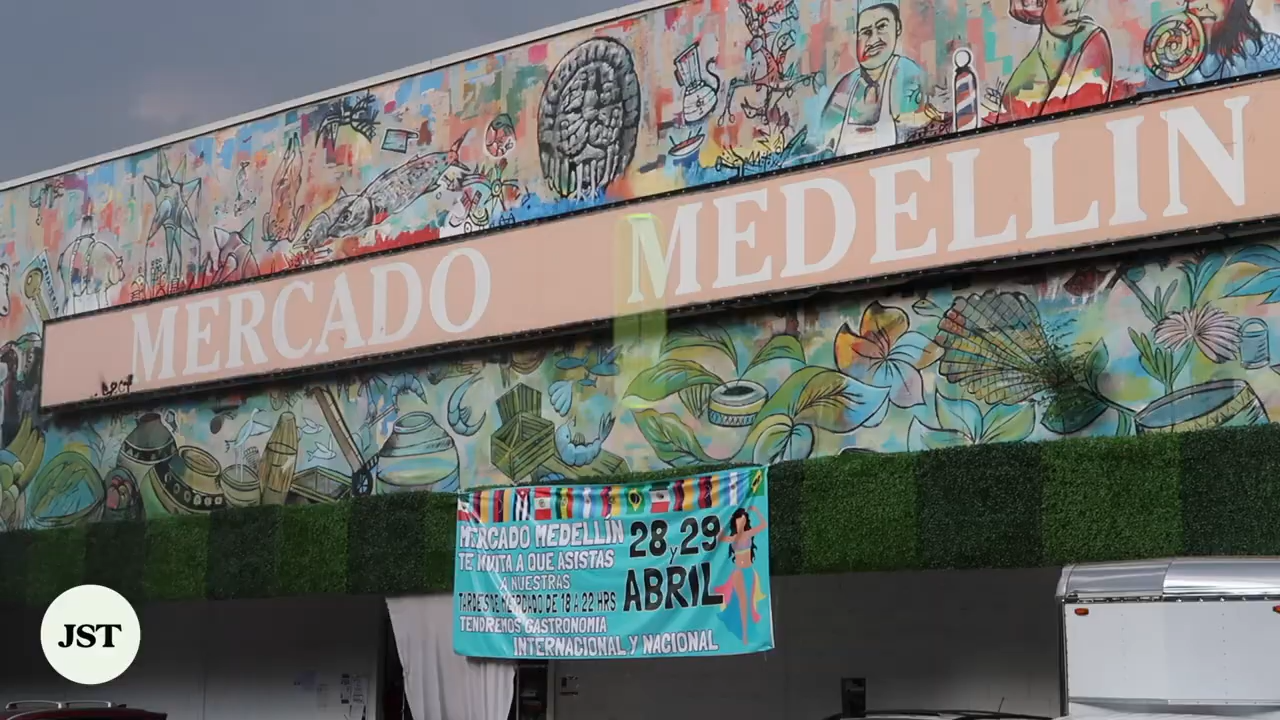 MERCADO MEDELLIN
MERCADO MEDELLÍN
TE INVITA A QUE ASISTAS
A NUESTRAS
TARDES DE MERCADO DE 18 A 22 HRS
TENDREMOS GASTRONOMIA
INTERNACIONAL Y NACIONAL
28 y 29
ABRIL
JST